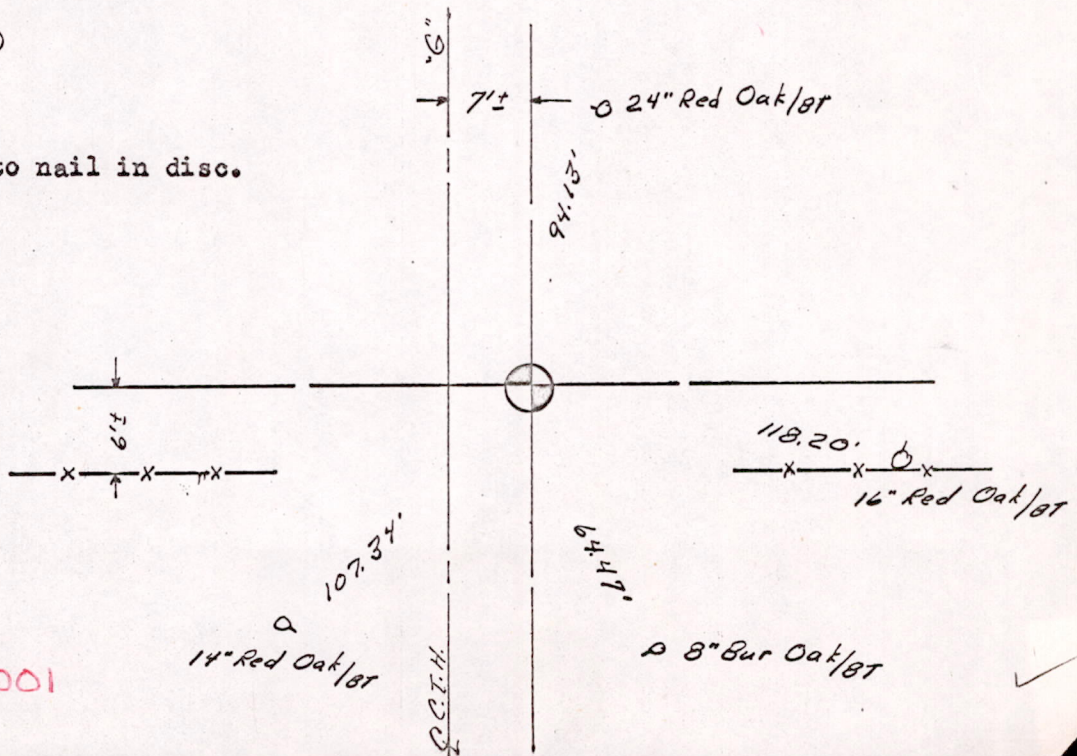 "G"
7'± 24" Red Oak/BT
94.13'
to nail in disc.
6'±
118.20'
16" Red Oak/BT
107.34'
64.47'
14" Red Oak/BT
8" Bur Oak/BT
C.T.H.
001